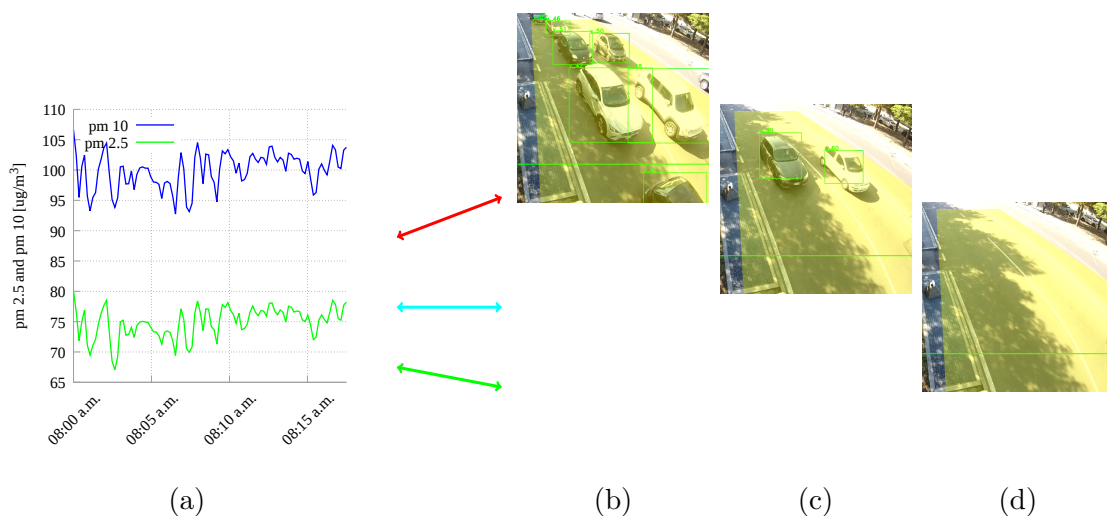 110
105
100
95
90
85
80
75
70
65
pm 2.5 and pm 10 [ug/m³]
pm 10
pm 2.5
08:00 a.m.
08:05 a.m.
08:10 a.m.
08:15 a.m.
(a)
(b)
(c)
(d)